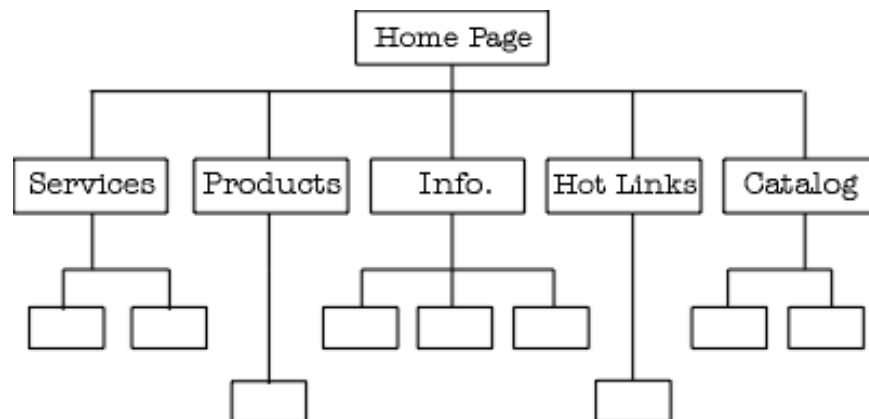 Home Page
Services
Products
Info.
Hot Links
Catalog